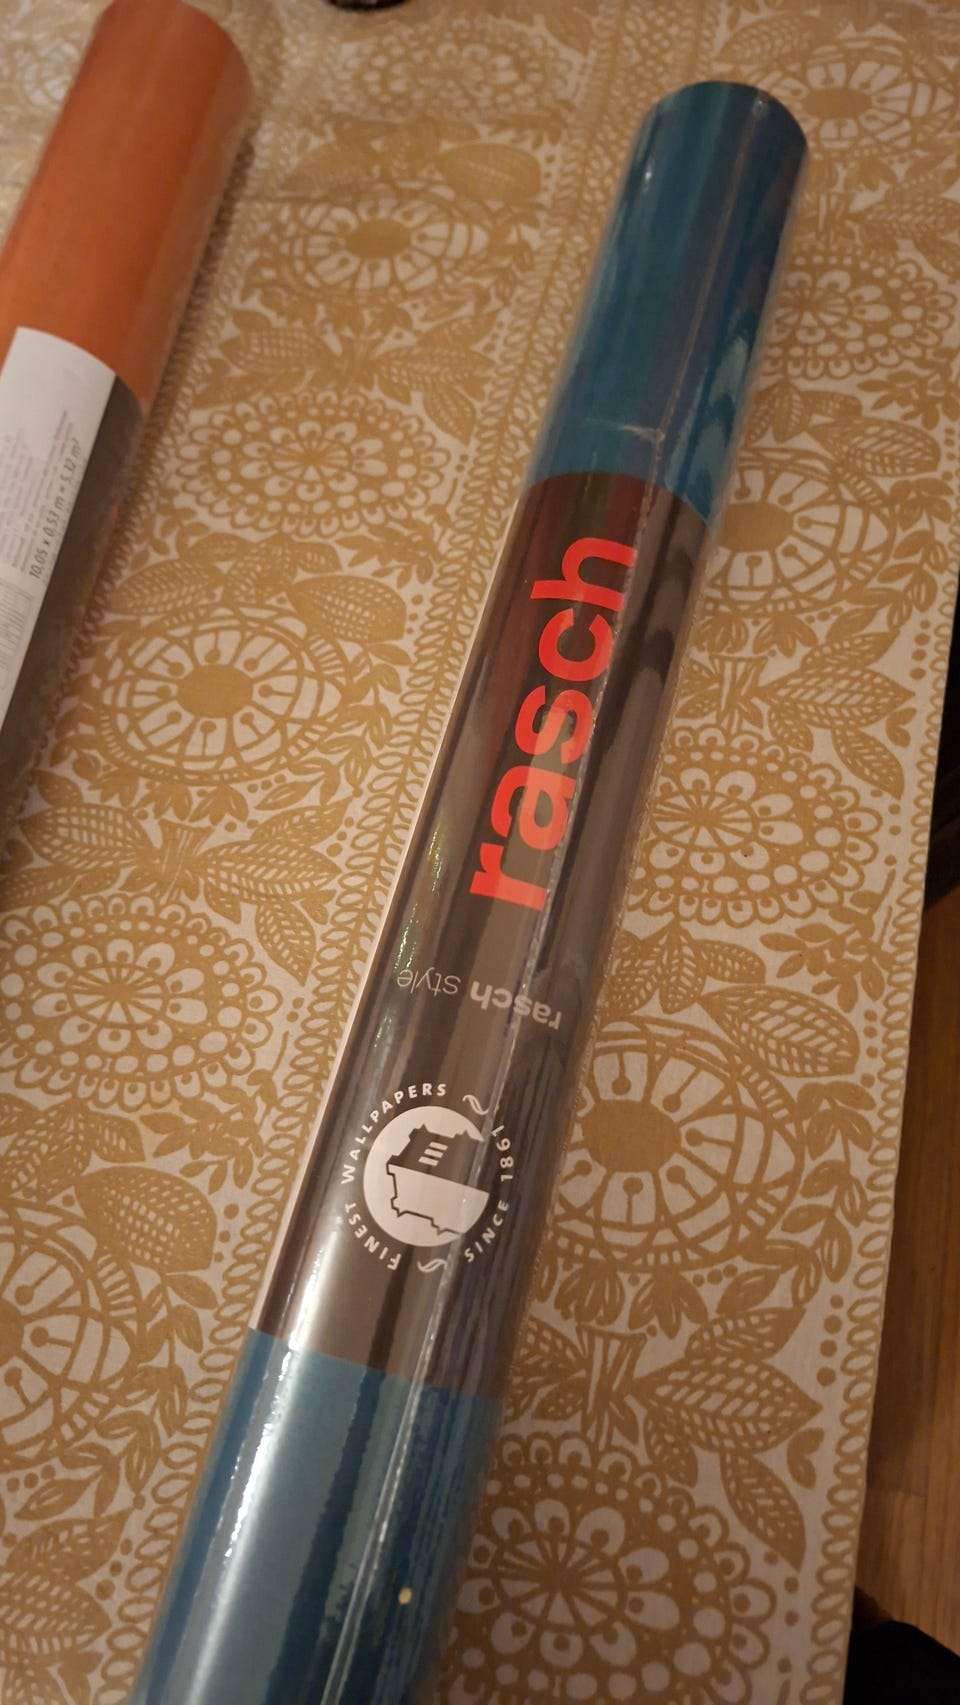 rasch
rasch style
FINEST WALLPAPERS ~ SINCE 1861 ~
10,05 x 0.53 m = 5.32 m²